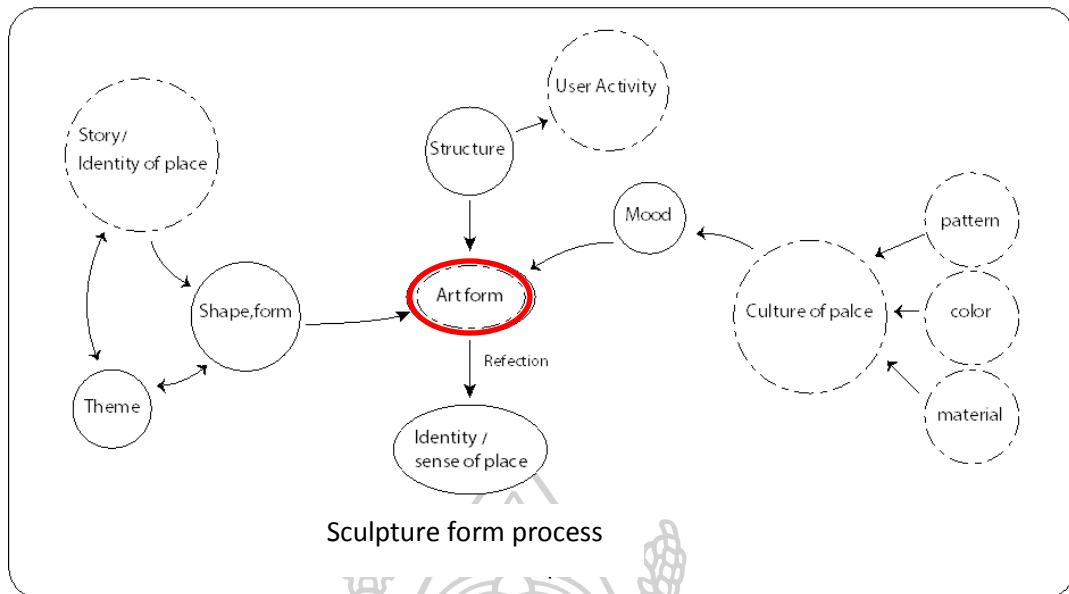 User Activity
Story/
Identity of place
Structure
Mood
pattern
Art form
Shape,form
Culture of palce
color
Refection
Theme
material
Identity /
sense of place
Sculpture form process